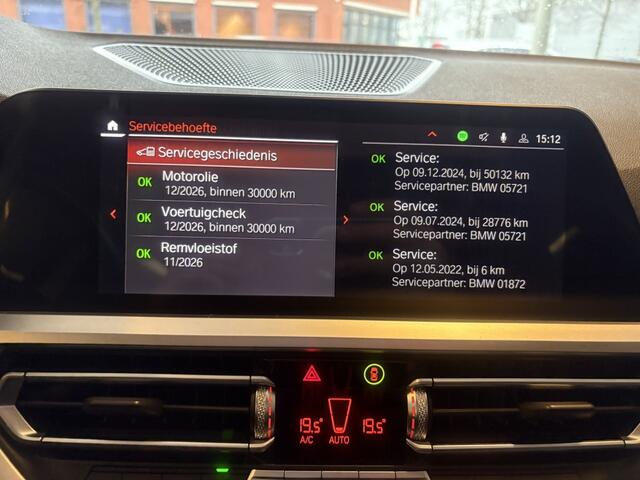 Servicebehoefte
15:12
Servicegeschiedenis
OK Motorolie
12/2026, binnen 30000 km
OK Voertuigcheck
12/2026, binnen 30000 km
OK Remvloeistof
11/2026
OK Service:
Op 09.12.2024, bij 50132 km
Servicepartner: BMW 05721
OK Service:
Op 09.07.2024, bij 28776 km
Servicepartner: BMW 05721
OK Service:
Op 12.05.2022, bij 6 km
Servicepartner: BMW 01872
19.5° 19.5°
A/C AUTO